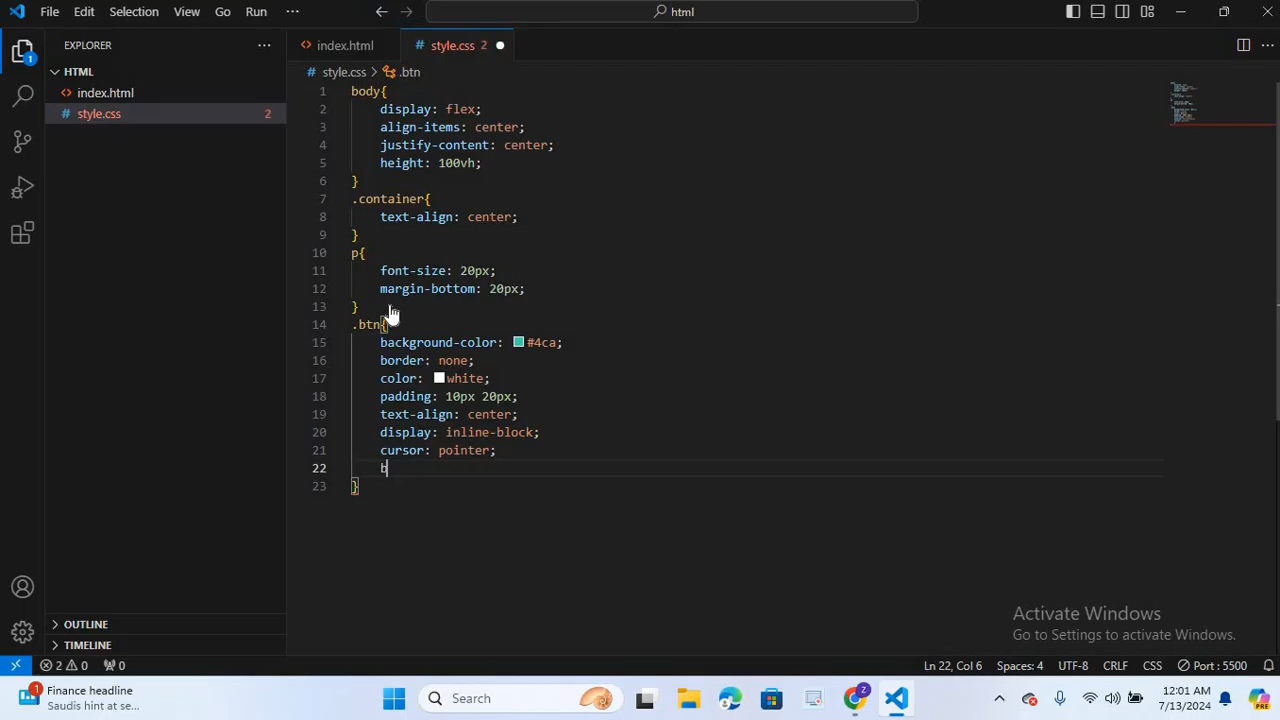 File Edit Selection View Go Run ··· ← → html
EXPLORER ···
HTML
index.html
style.css 2
index.html style.css 2
style.css > .btn
1 body{
2 display: flex;
3 align-items: center;
4 justify-content: center;
5 height: 100vh;
6 }
7 .container{
8 text-align: center;
9 }
10 p{
11 font-size: 20px;
12 margin-bottom: 20px;
13 }
14 .btn{
15 background-color: #4ca;
16 border: none;
17 color: white;
18 padding: 10px 20px;
19 text-align: center;
20 display: inline-block;
21 cursor: pointer;
22 b
23 }
1
OUTLINE
TIMELINE
Activate Windows
Go to Settings to activate Windows.
2 0 0 Ln 22, Col 6 Spaces: 4 UTF-8 CRLF CSS Port : 5500
1 Finance headline
Saudis hint at se...
Search
Z
PRE
12:01 AM
7/13/2024